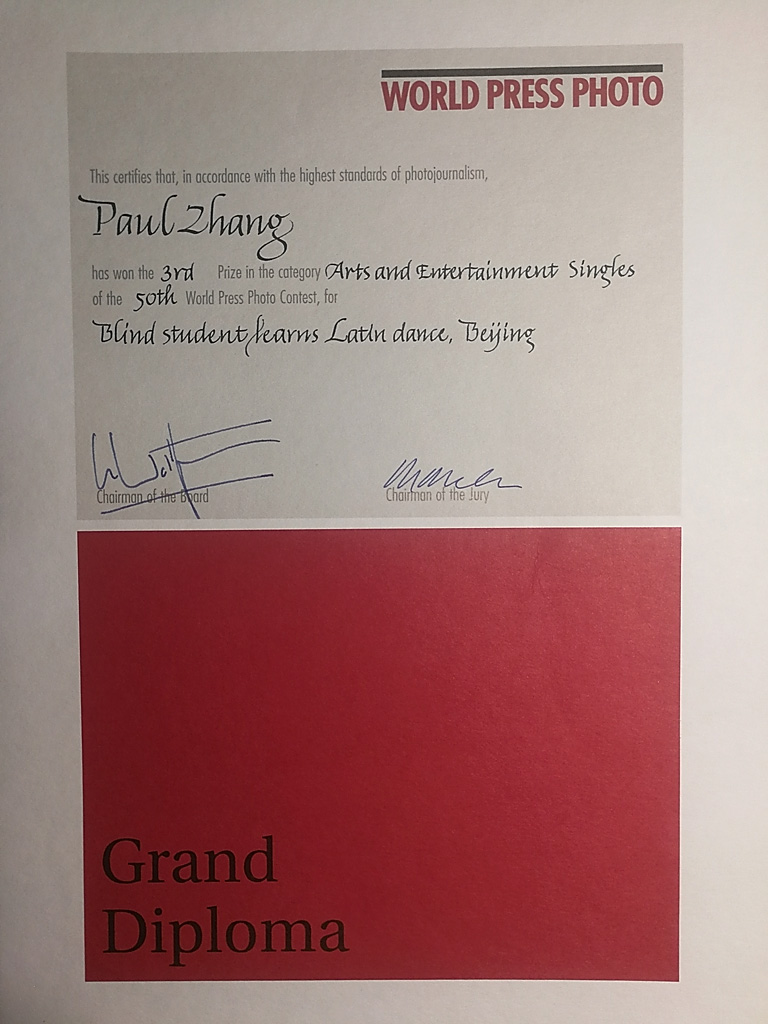 WORLD PRESS PHOTO
This certifies that, in accordance with the highest standards of photojournalism,
Paul Zhang
has won the 3rd Prize in the category Arts and Entertainment Singles
of the 50th World Press Photo Contest, for
Blind student learns Latin dance, Beijing
Chairman of the Board
Chairman of the Jury
Grand
Diploma